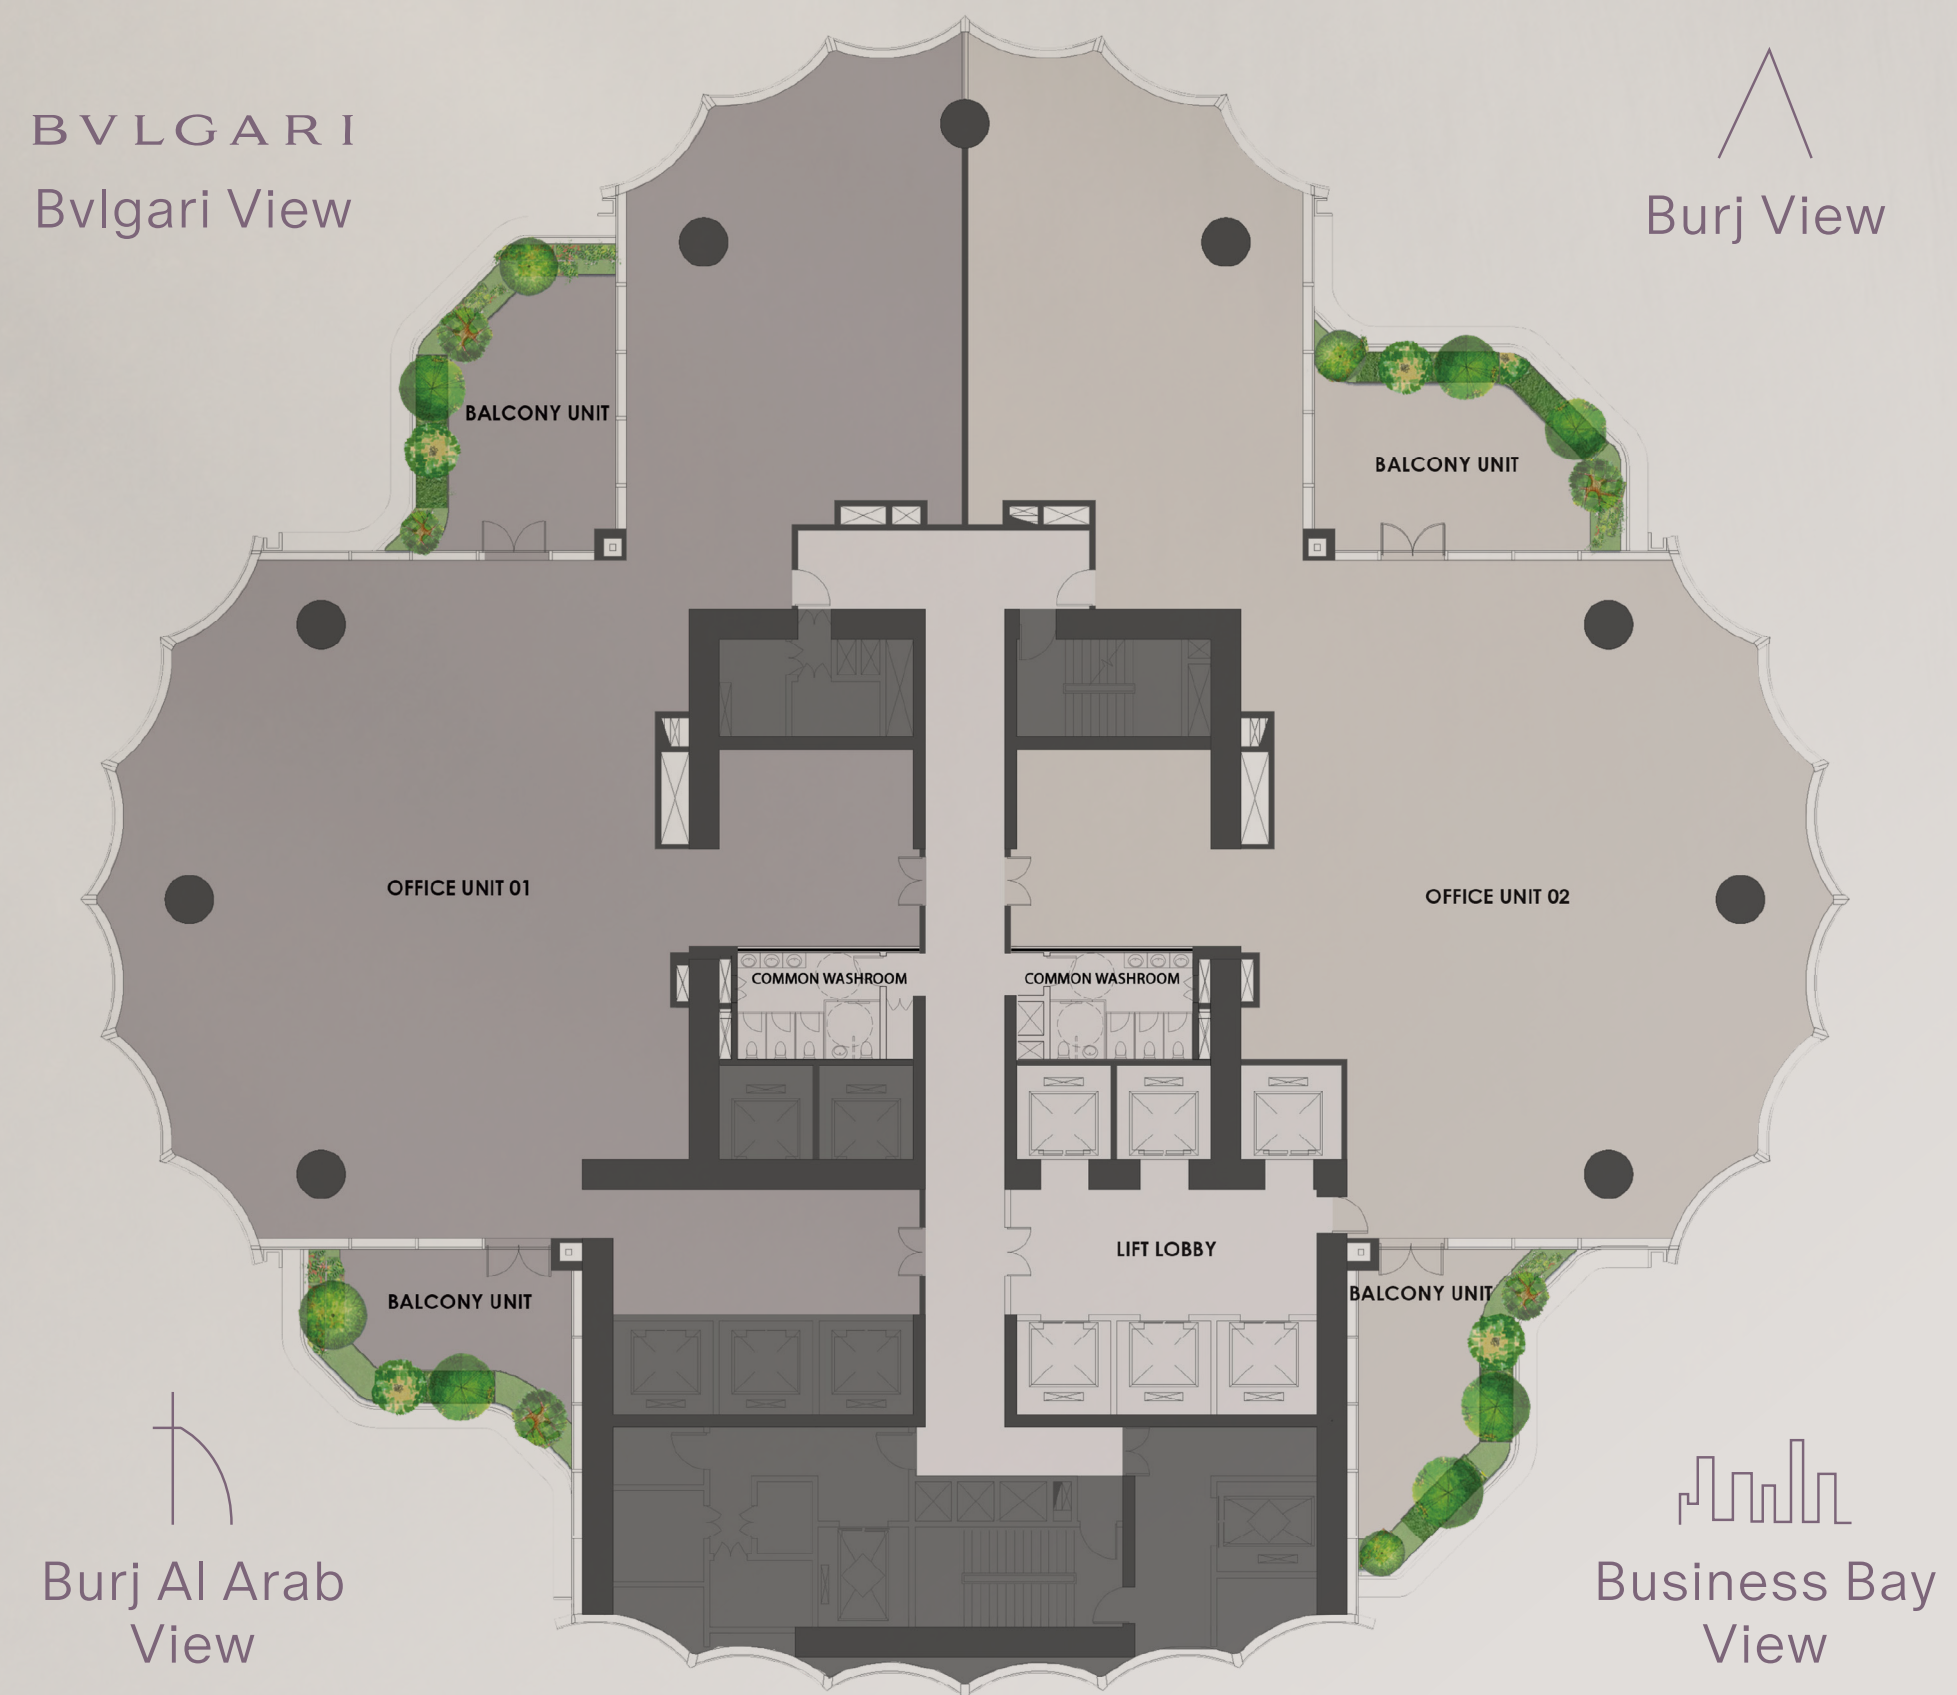 BVLGARI
Bvlgari View
Burj View
BALCONY UNIT
BALCONY UNIT
OFFICE UNIT 01
OFFICE UNIT 02
COMMON WASHROOM
COMMON WASHROOM
LIFT LOBBY
BALCONY UNIT
BALCONY UNIT
Burj Al Arab
View
Business Bay
View